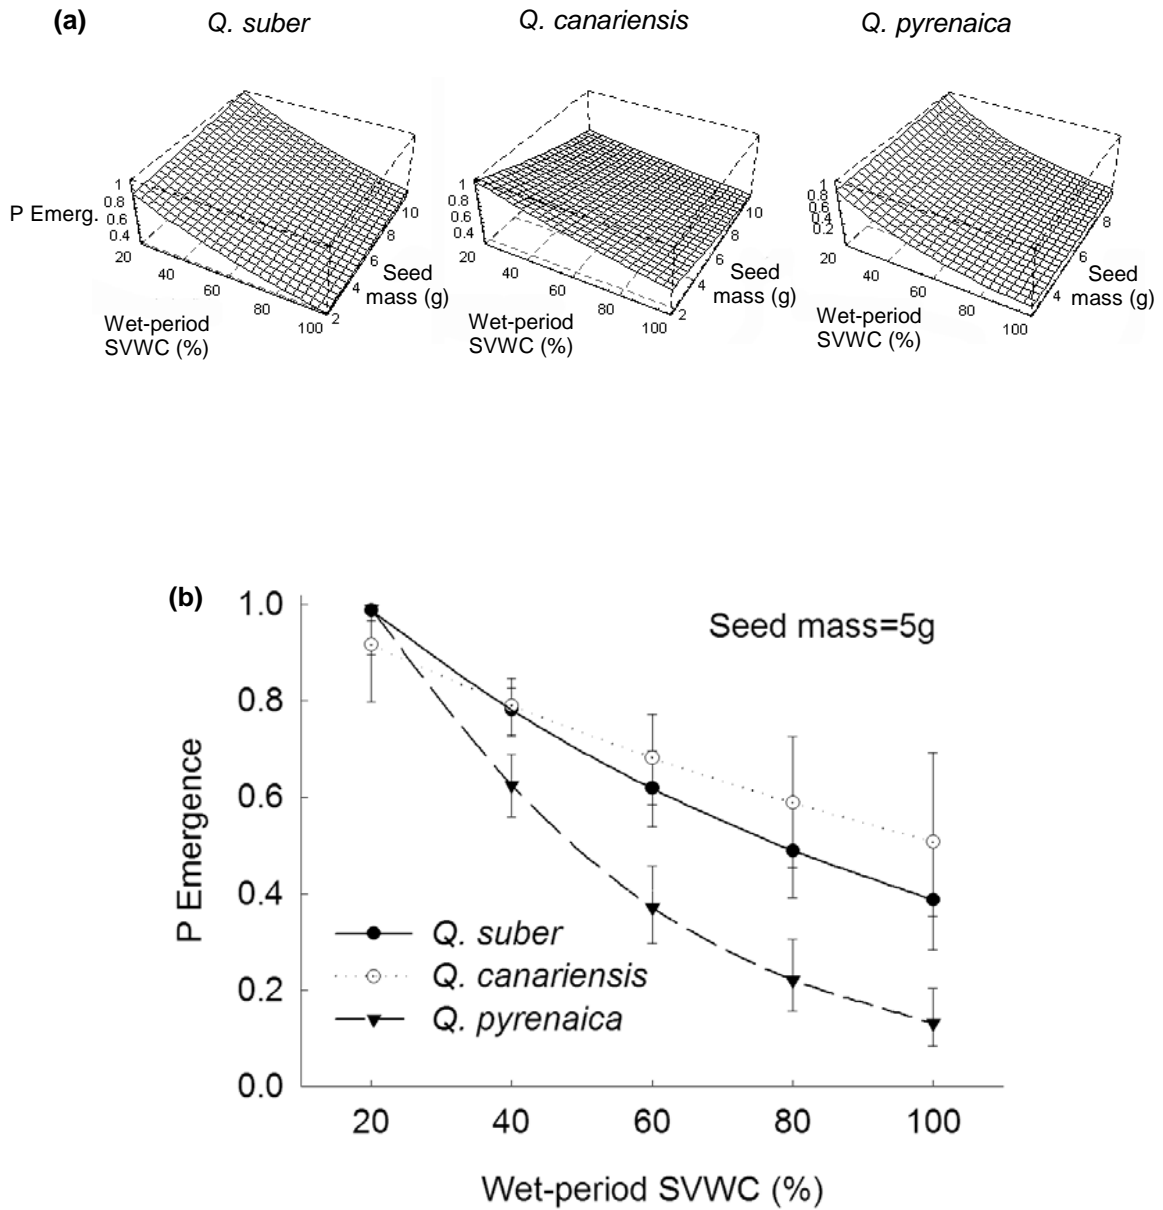 (a) Q. suber Q. canariensis Q. pyrenaica
1
0.8
0.6
0.4
P Emerg.
20
40
60
80
100
2
4
6
8
10
Wet-period
SVWC (%)
Seed
mass (g)
1
0.8
0.6
0.4
20
40
60
80
100
2
4
6
8
10
Wet-period
SVWC (%)
Seed
mass (g)
1
0.8
0.6
0.4
0.2
20
40
60
80
100
4
6
8
10
Wet-period
SVWC (%)
Seed
mass (g)
(b)
Seed mass=5g
1.0
0.8
0.6
0.4
0.2
0.0
P Emergence
Q. suber
Q. canariensis
Q. pyrenaica
20 40 60 80 100
Wet-period SVWC (%)